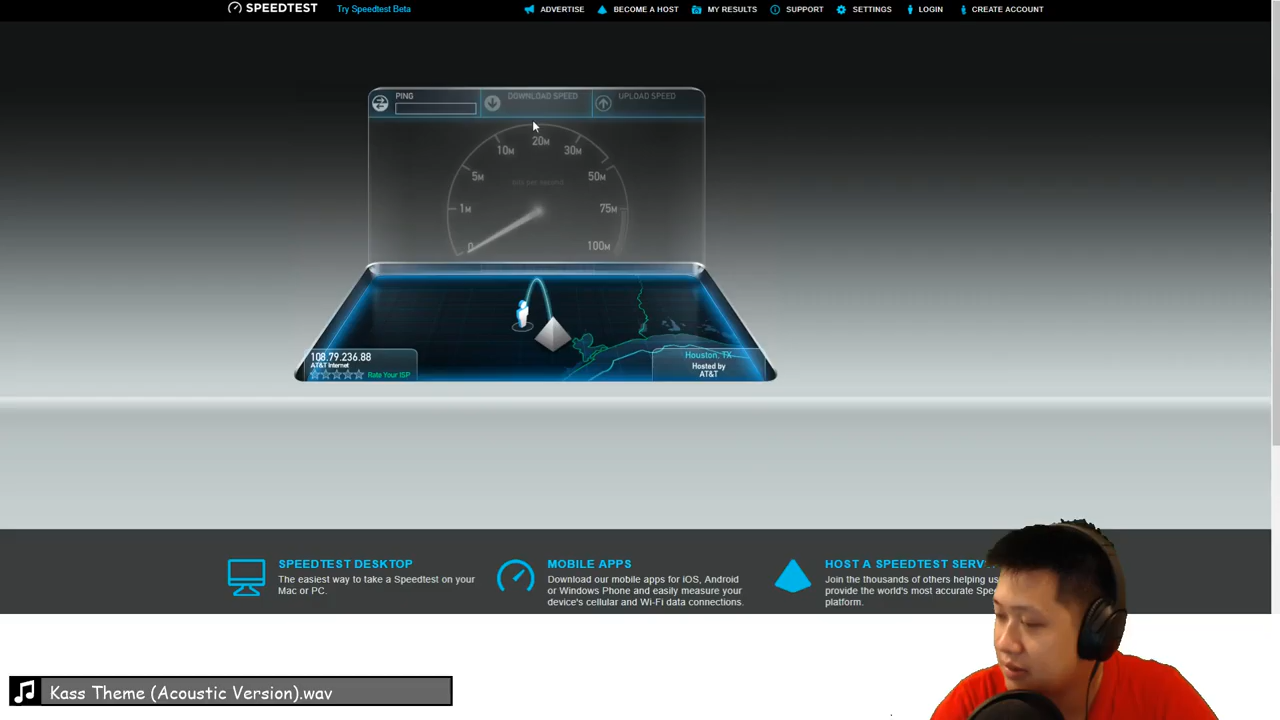 SPEEDTEST
Try Speedtest Beta
ADVERTISE
BECOME A HOST
MY RESULTS
SUPPORT
SETTINGS
LOGIN
CREATE ACCOUNT
PING
DOWNLOAD SPEED
UPLOAD SPEED
0
1M
5M
10M
20M
30M
50M
75M
100M
108.79.236.88
AT&T Internet
Rate Your ISP
Houston, TX
Hosted by
AT&T
SPEEDTEST DESKTOP
The easiest way to take a Speedtest on your
Mac or PC.
MOBILE APPS
Download our mobile apps for iOS, Android
or Windows Phone and easily measure your
device's cellular and Wi-Fi data connections.
HOST A SPEEDTEST SERV
Join the thousands of others helping us
provide the world's most accurate Spe
platform.
Kass Theme (Acoustic Version).wav